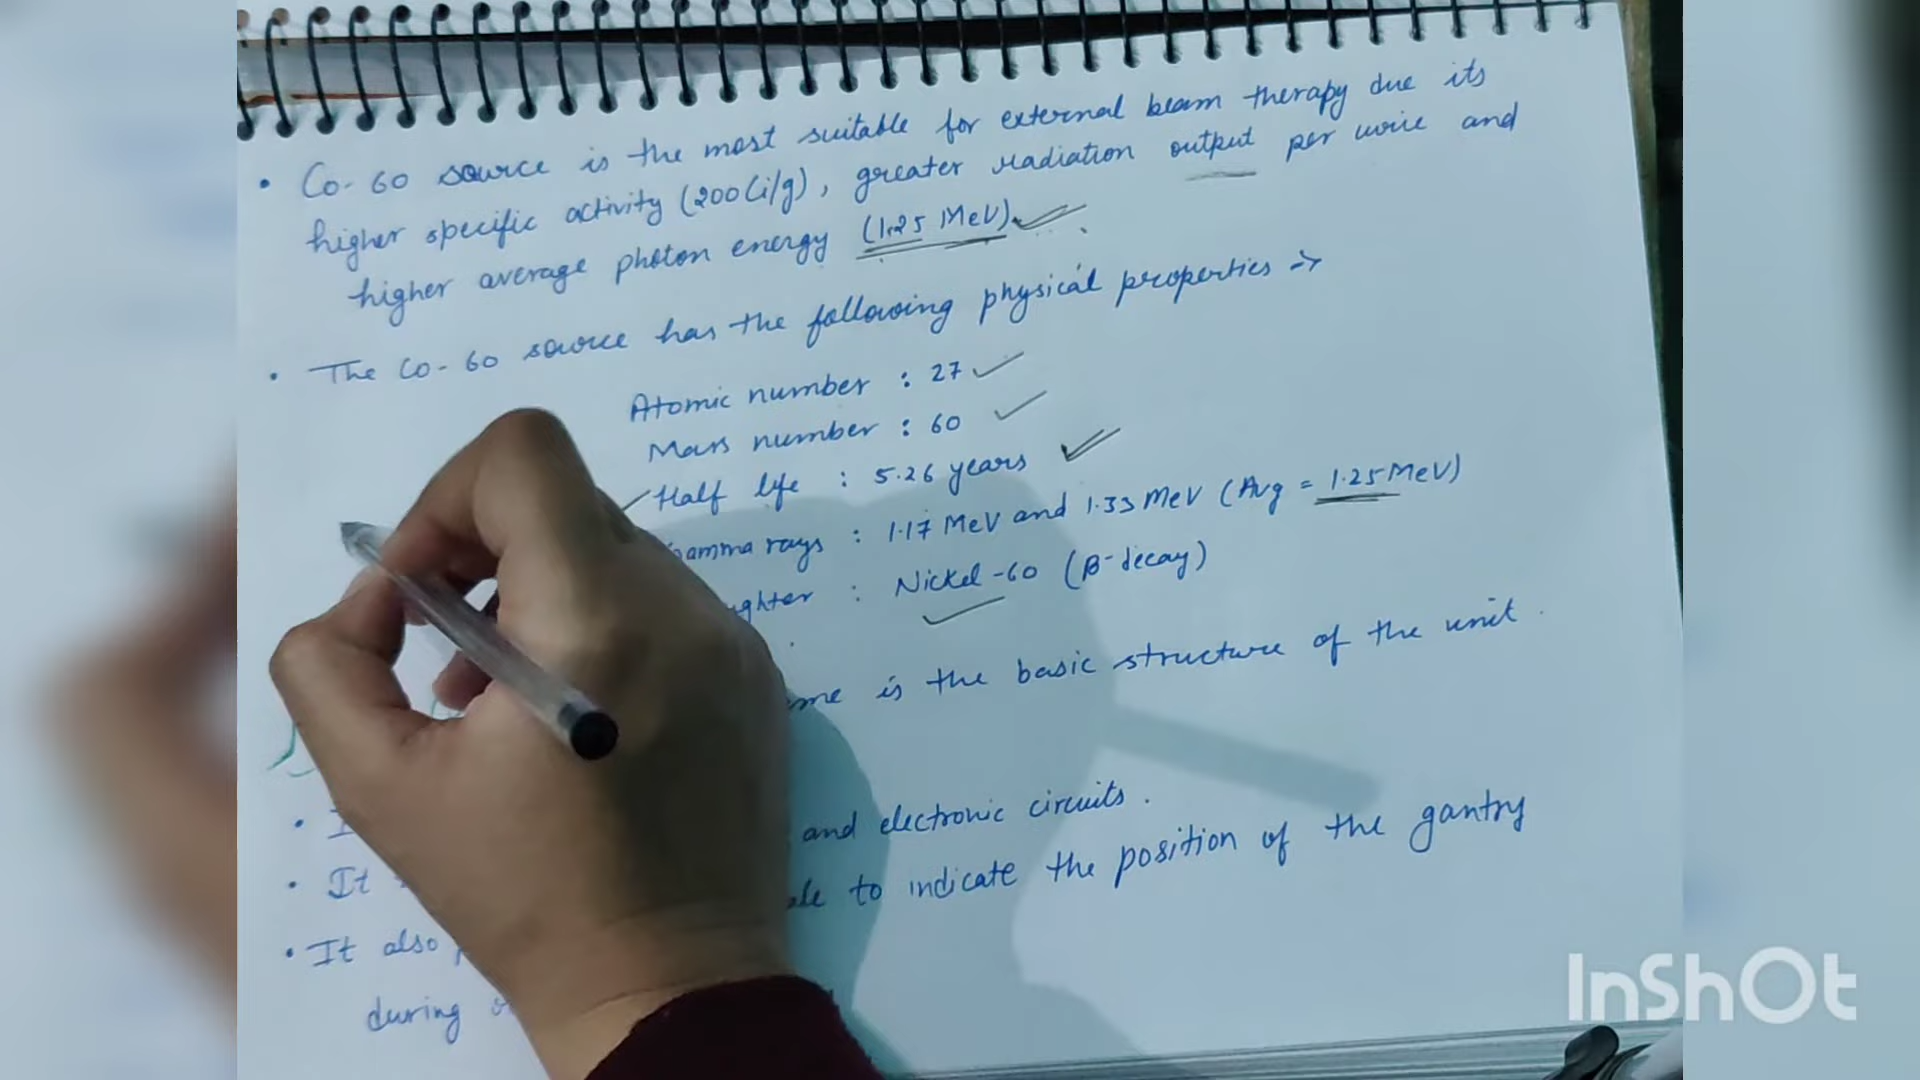 • Co-60 source is the most suitable for external beam therapy due its
higher specific activity (200Ci/g), greater radiation output per curie and
higher average photon energy (1.25 MeV).
• The Co-60 source has the following physical properties :->
Atomic number : 27
Mass number : 60
Half life : 5.26 years
Gamma rays : 1.17 MeV and 1.33 MeV (Avg = 1.25 MeV)
: Nickel-60 (β-decay)
is the basic structure of the unit.
• and electronic circuits.
• It to indicate the position of the gantry
• It also
during
InShOt